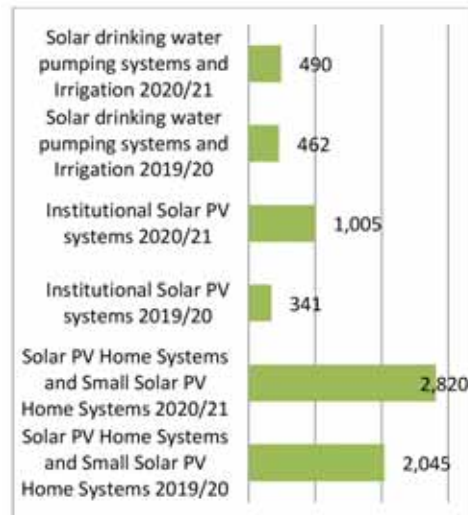 Solar drinking water
pumping systems and
Irrigation 2020/21
490
Solar drinking water
pumping systems and
Irrigation 2019/20
462
Institutional Solar PV
systems 2020/21
1,005
Institutional Solar PV
systems 2019/20
341
Solar PV Home Systems
and Small Solar PV
Home Systems 2020/21
2,820
Solar PV Home Systems
and Small Solar PV
Home Systems 2019/20
2,045